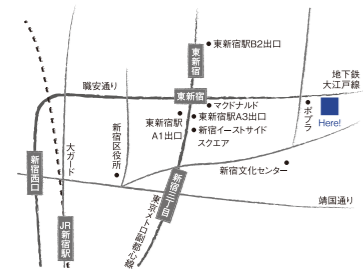 東新宿駅B2出口
東新宿
職安通り
地下鉄
大江戸線
東新宿
マクドナルド
東新宿駅
A1出口
東新宿駅A3出口
新宿イーストサイド
スクエア
ポプラ
Here!
新宿区役所
大ガード
新宿西口
新宿文化センター
新宿三丁目
靖国通り
東京メトロ副都心線
JR新宿駅